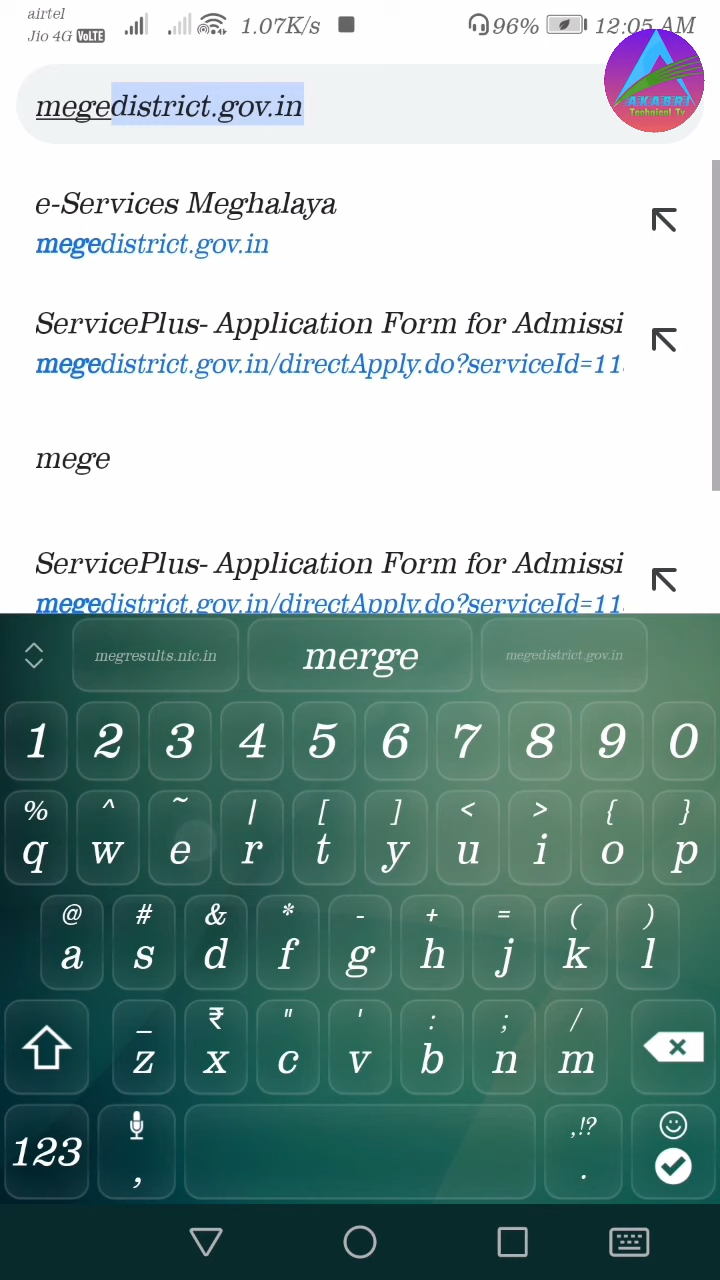 airtel
Jio 4G VoLTE 1.07K/s 96% 12:05 AM
megedistrict.gov.in
AKABRI
Technical Tv
e-Services Meghalaya
megedistrict.gov.in
ServicePlus- Application Form for Admissi
megedistrict.gov.in/directApply.do?serviceId=11
mege
ServicePlus- Application Form for Admissi
megedistrict.gov.in/directApply.do?serviceId=11
megresults.nic.in merge megedistrict.gov.in
1 2 3 4 5 6 7 8 9 0
% ^ ~ | [ ] < > { }
q w e r t y u i o p
@ # & * - + = ( )
a s d f g h j k l
_ ₹ " ' : ; /
z x c v b n m
,!?
123 , .